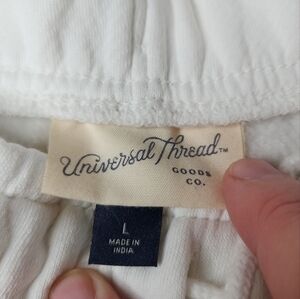 Universal Thread™
GOODS
CO.
L
MADE IN
INDIA